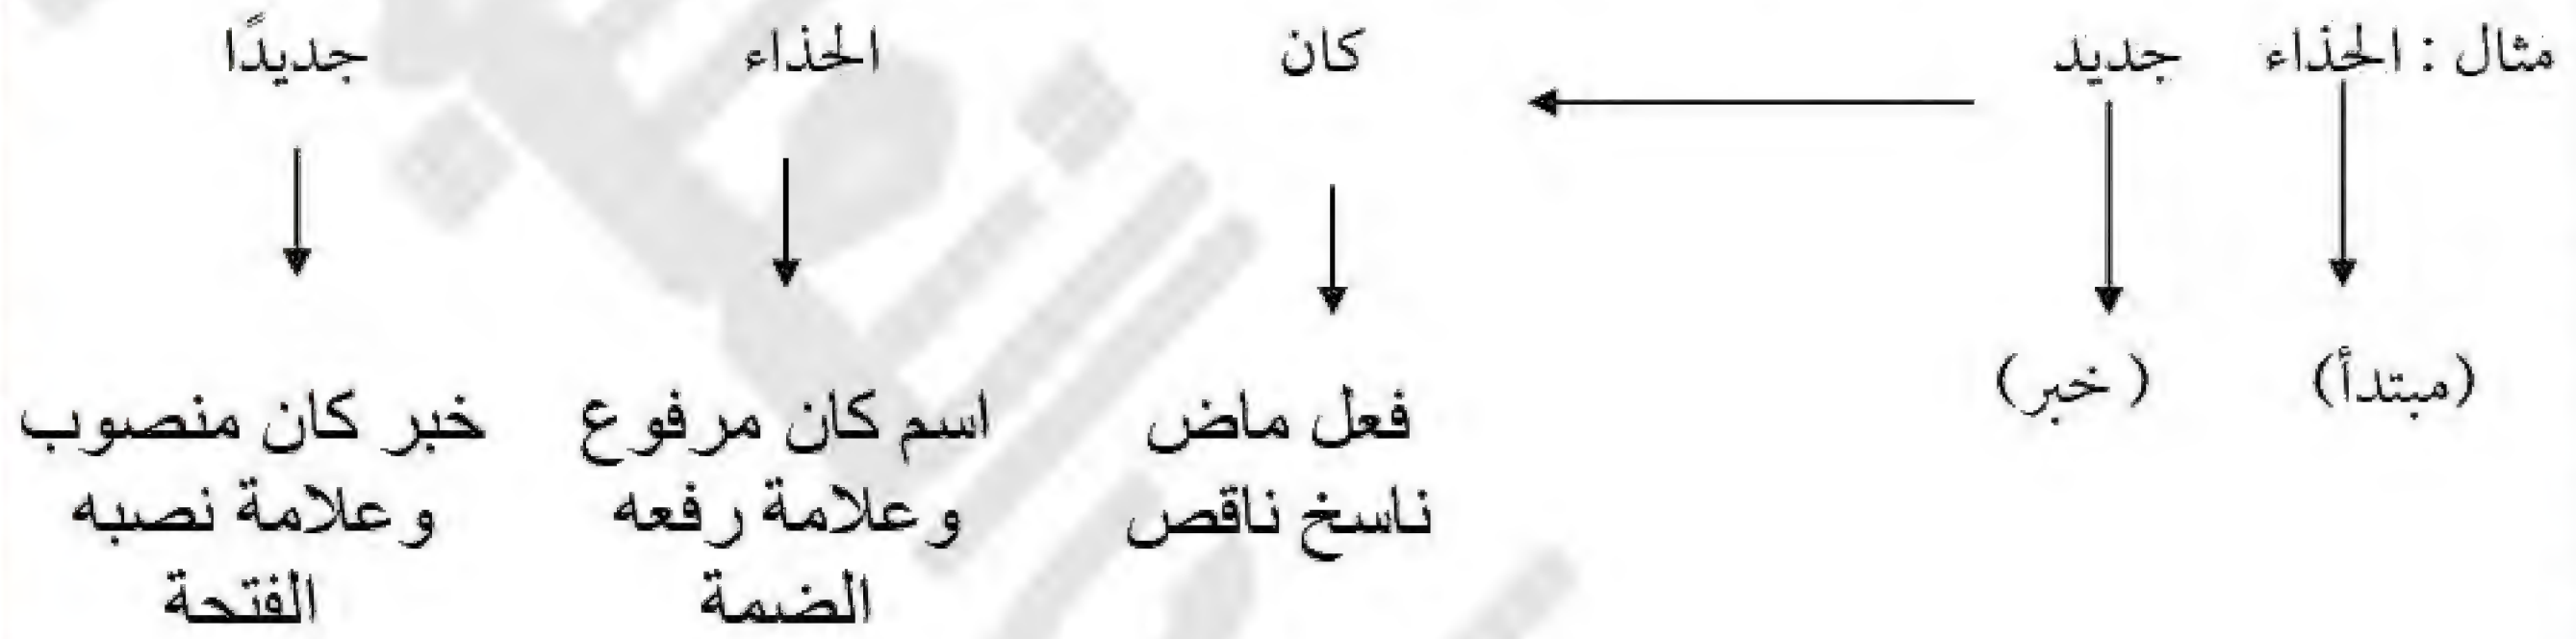 مثال : الحذاء جديد كان الحذاء جديدًا
(مبتدأ) ( خبر)
فعل ماض اسم كان مرفوع خبر كان منصوب
ناسخ ناقص وعلامة رفعه وعلامة نصبه
الضمة الفتحة